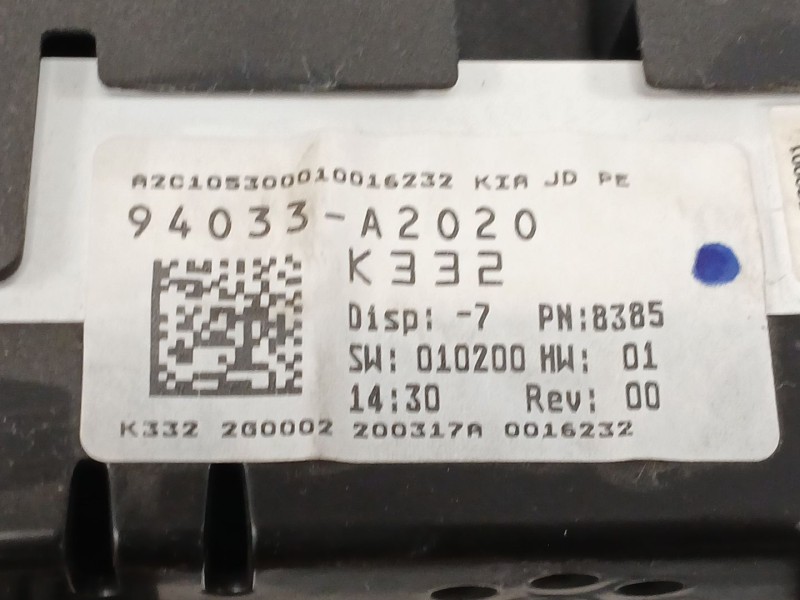 A2C1053000010016232 KIA JD PE
94033-A2020
K332
Disp: -7 PN:8385
SW: 010200 HW: 01
14:30 Rev: 00
K332 2G0002 200317A 0016232